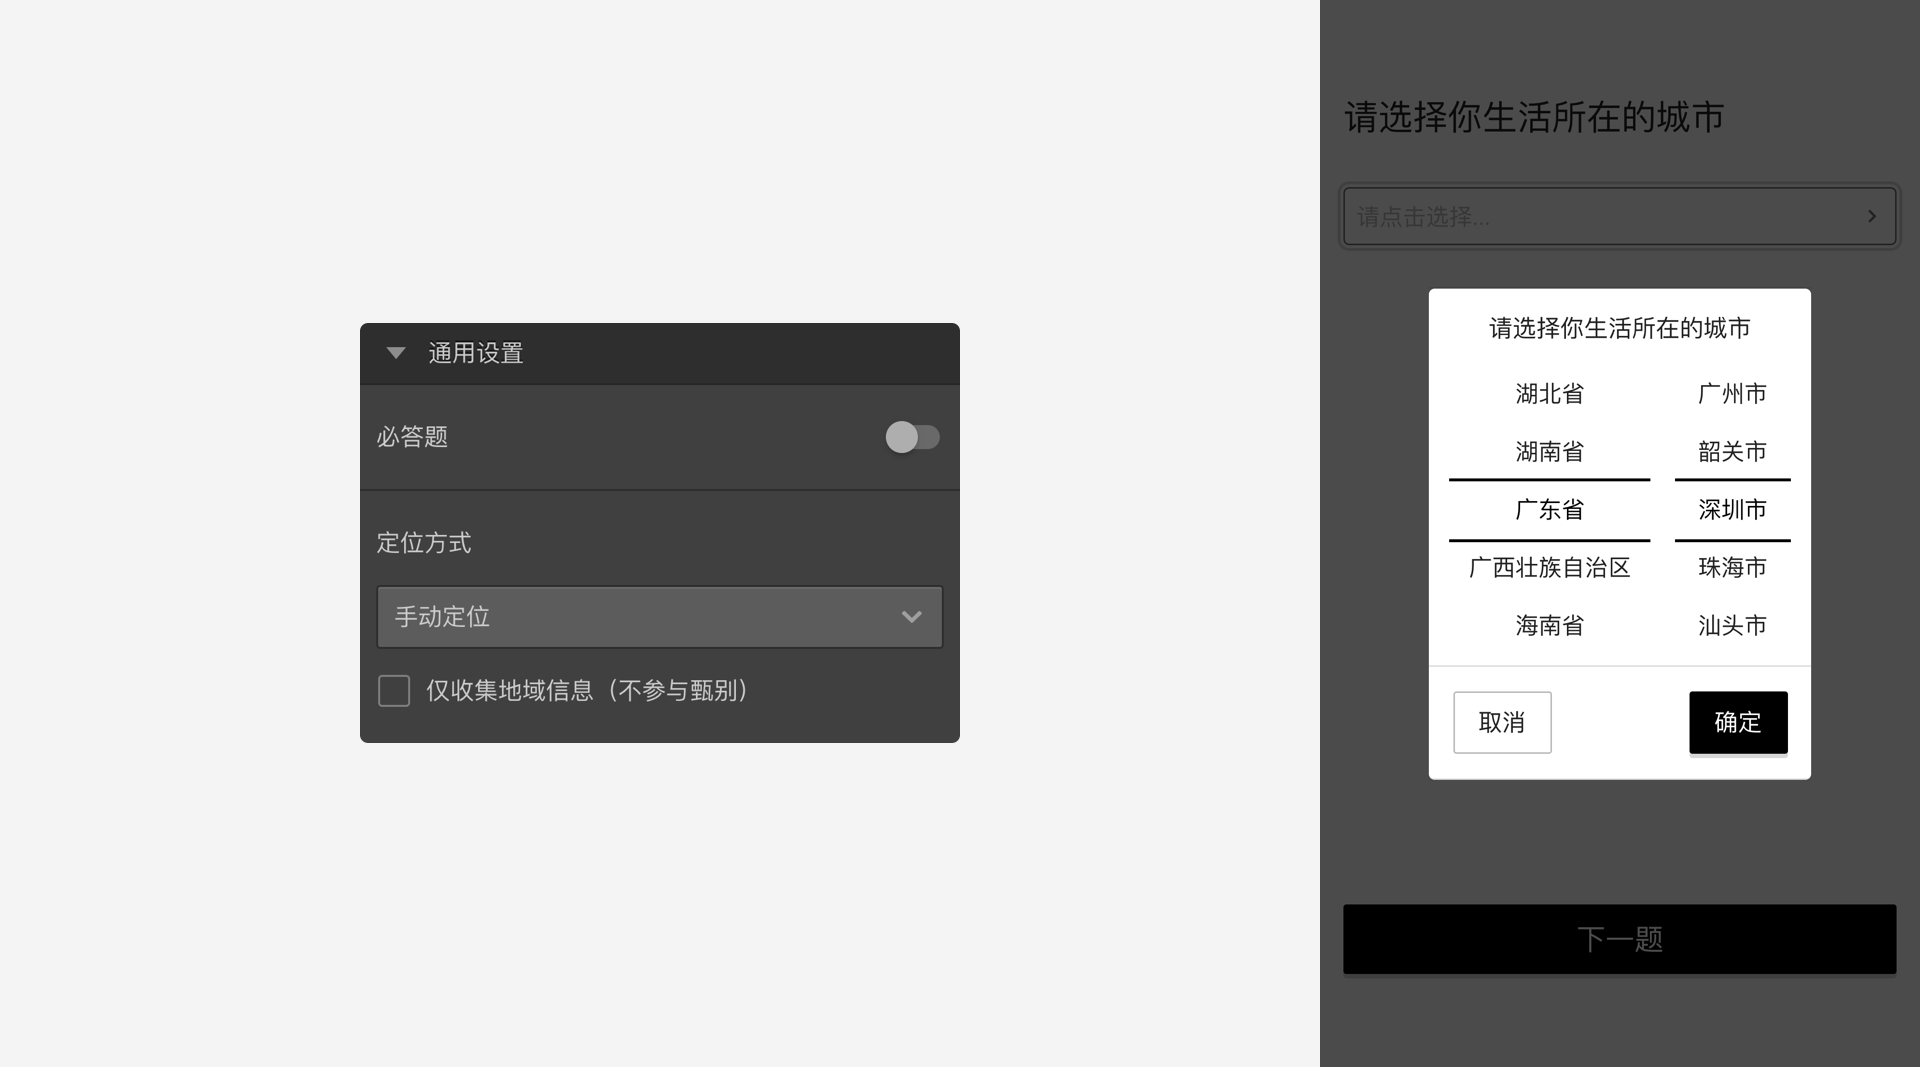 通用设置
必答题
定位方式
手动定位
仅收集地域信息（不参与甄别）
请选择你生活所在的城市
请点击选择...
请选择你生活所在的城市
湖北省 广州市
湖南省 韶关市
广东省 深圳市
广西壮族自治区 珠海市
海南省 汕头市
取消 确定
下一题